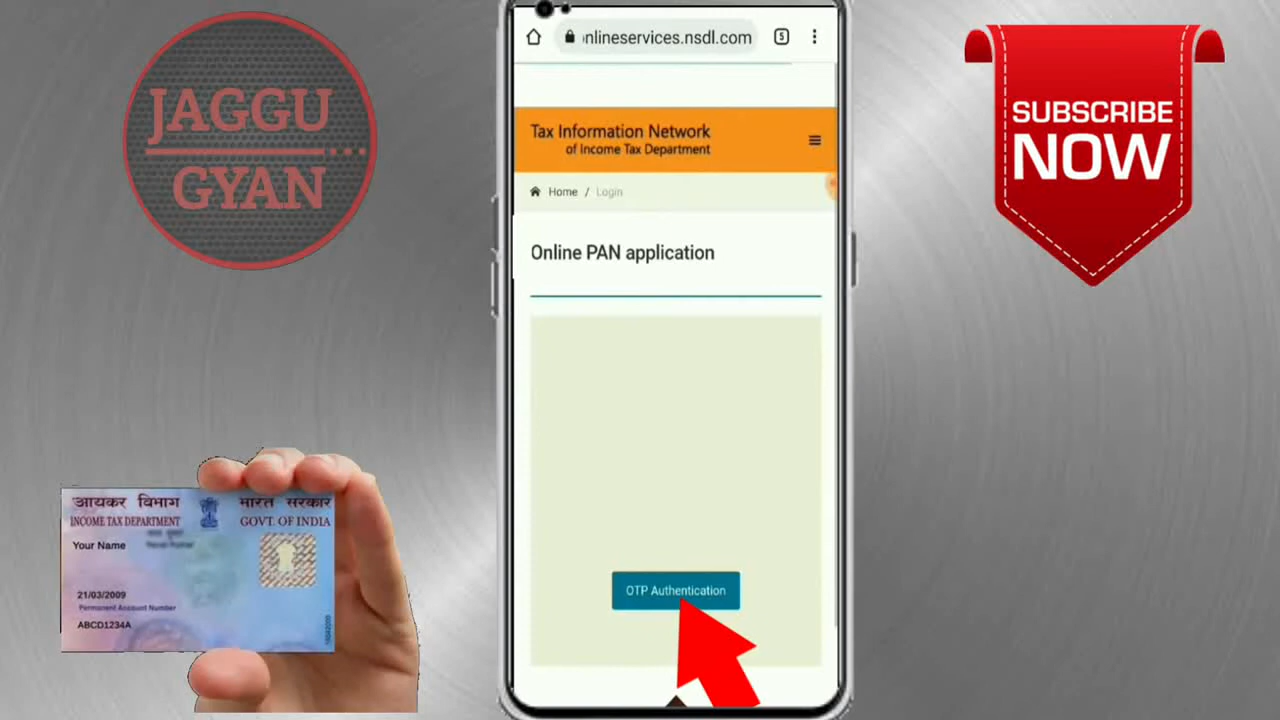 JAGGU
GYAN
nlineservices.nsdl.com
5
Tax Information Network
of Income Tax Department
Home / Login
Online PAN application
OTP Authentication
SUBSCRIBE
NOW
आयकर विभाग
भारत सरकार
INCOME TAX DEPARTMENT
GOVT. OF INDIA
Your Name
21/03/2009
Permanent Account Number
ABCD1234A